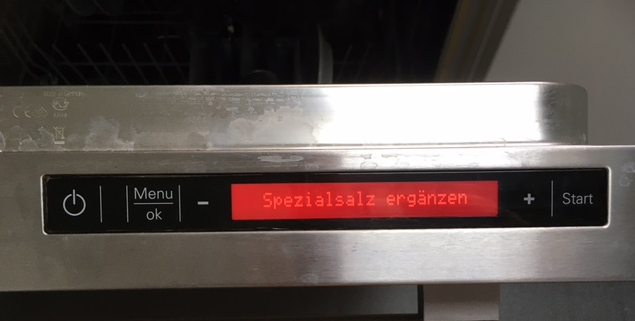 Menu
ok
-
Spezialsalz ergänzen
+
Start